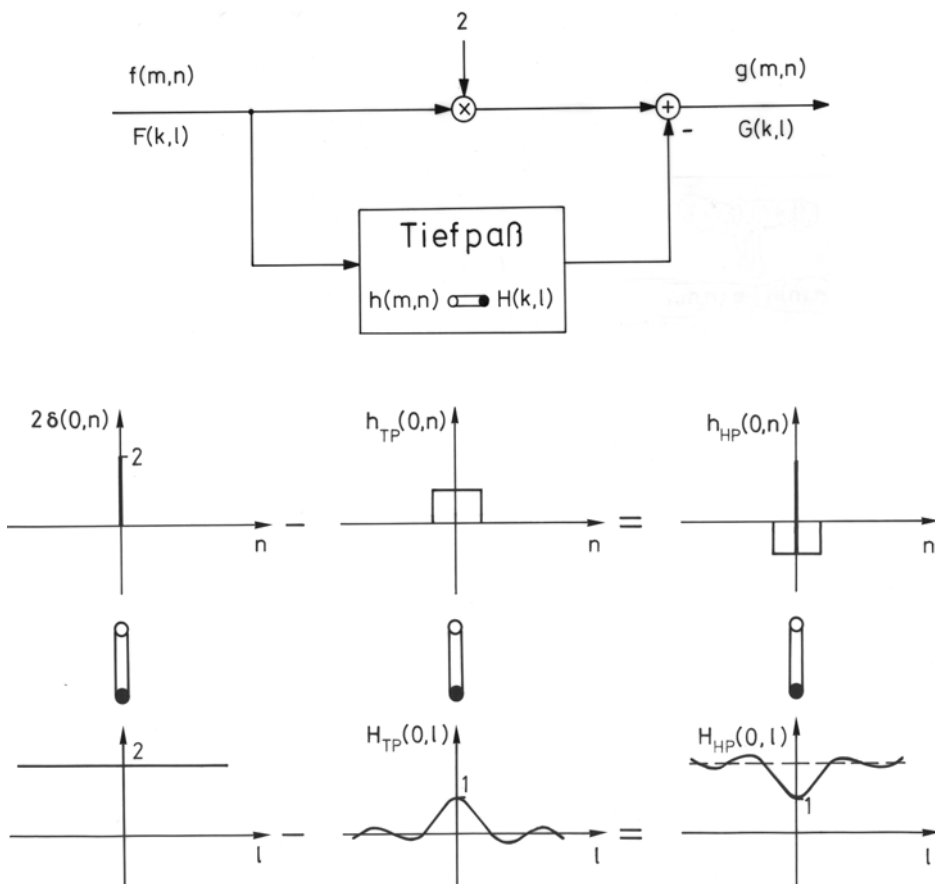 2
f(m,n)
g(m,n)
×
+
-
F(k,l)
G(k,l)
Tiefpaß
h(m,n) H(k,l)
2δ(0,n)
h_TP(0,n)
h_HP(0,n)
2
n
−
n
=
n
2
H_TP(0,l)
H_HP(0,l)
1
1
l
−
l
=
l